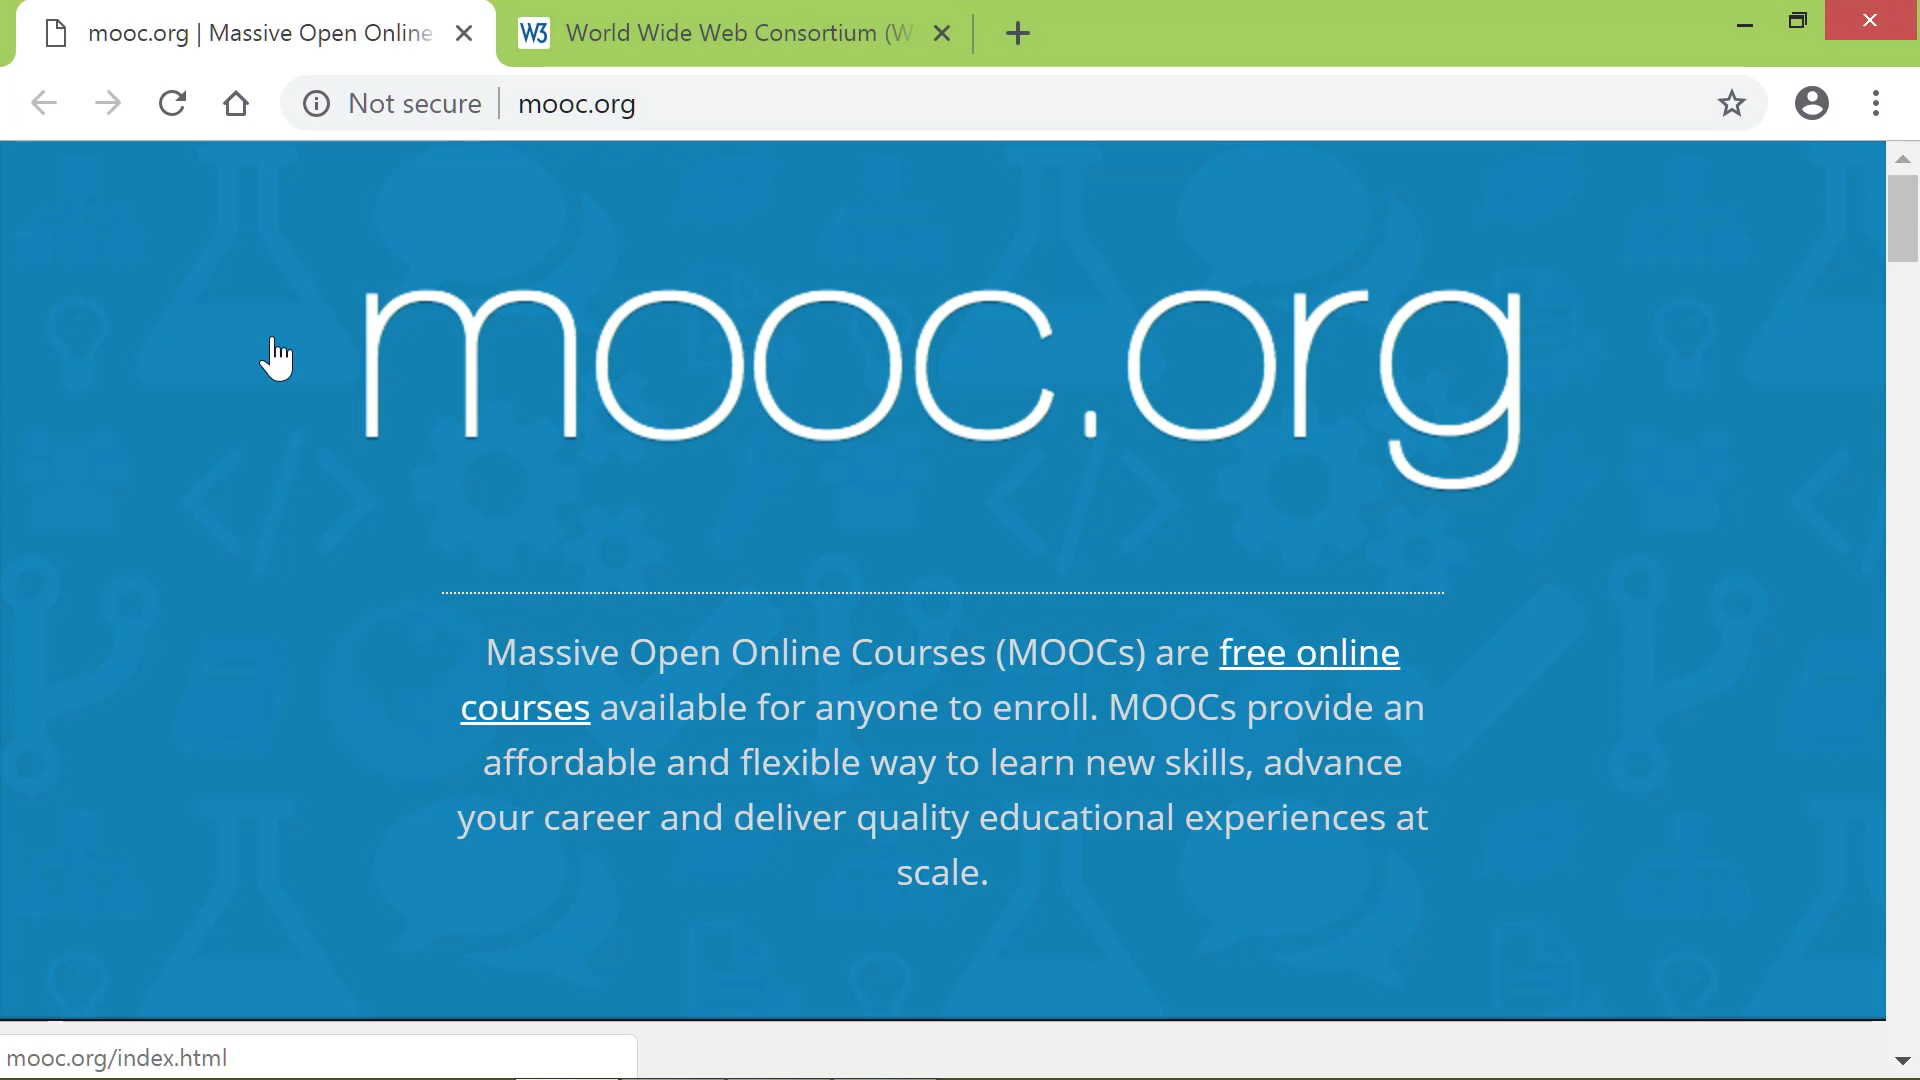 mooc.org | Massive Open Online
W3 World Wide Web Consortium (W
Not secure | mooc.org
mooc.org
Massive Open Online Courses (MOOCs) are free online
courses available for anyone to enroll. MOOCs provide an
affordable and flexible way to learn new skills, advance
your career and deliver quality educational experiences at
scale.
mooc.org/index.html